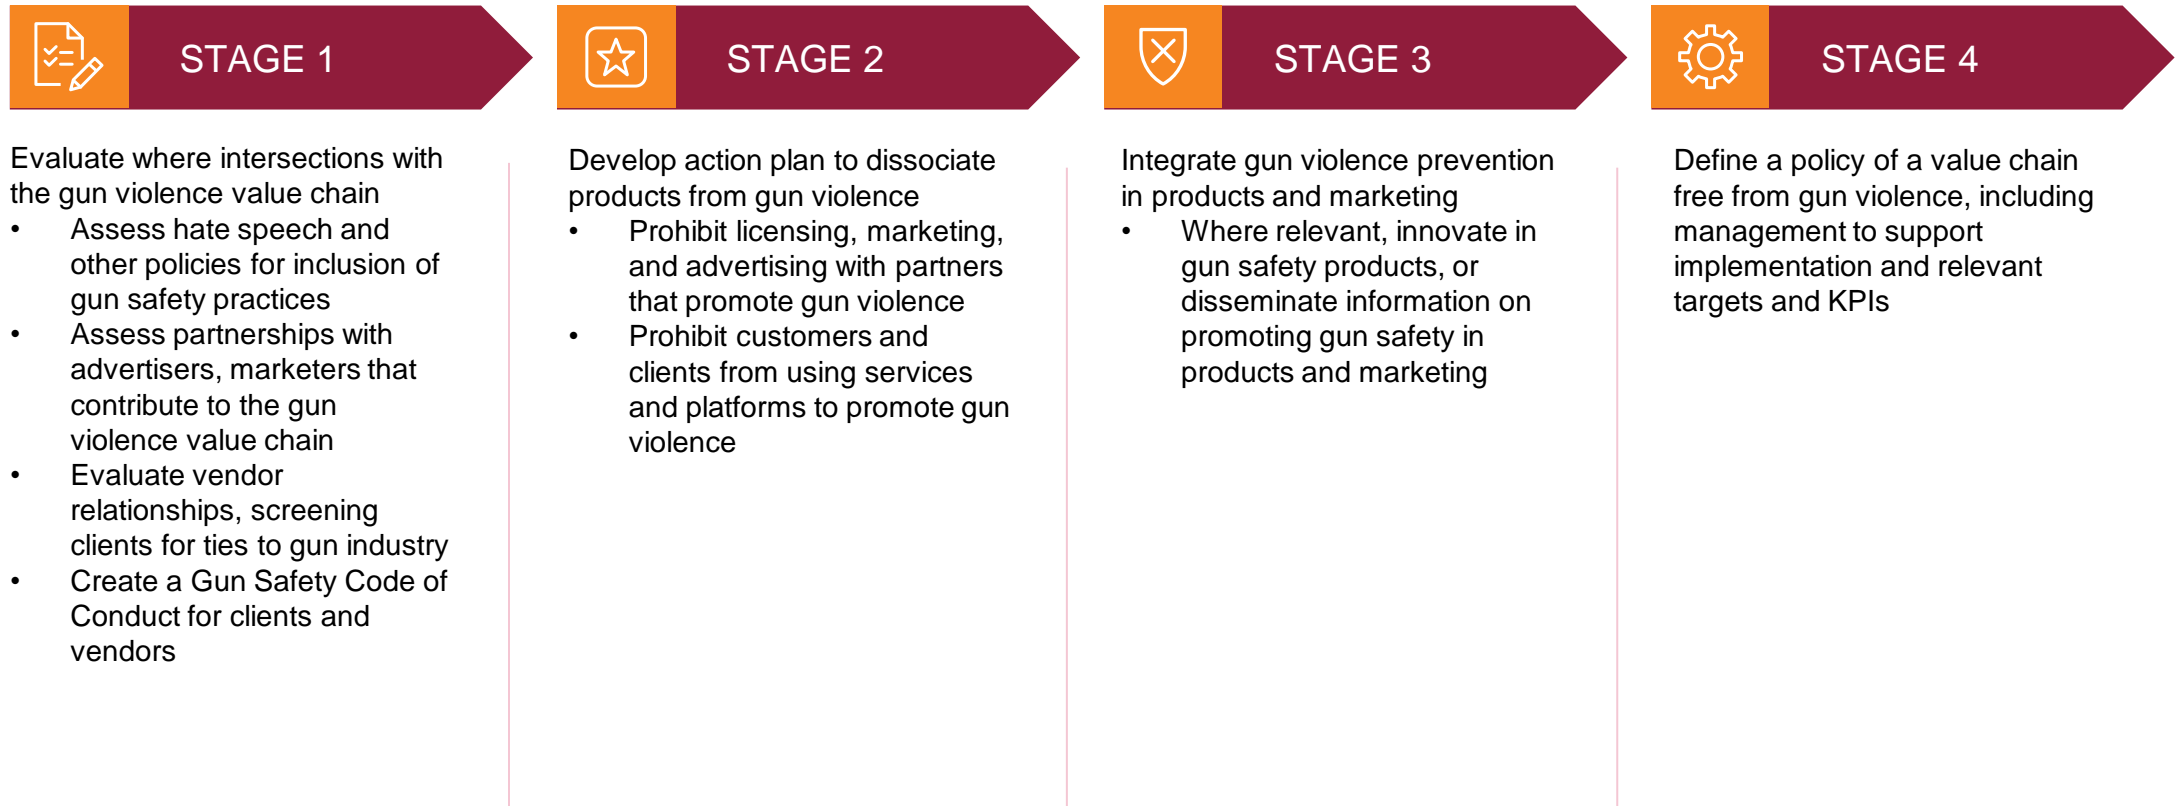 STAGE 1
Evaluate where intersections with
the gun violence value chain
• Assess hate speech and
other policies for inclusion of
gun safety practices
• Assess partnerships with
advertisers, marketers that
contribute to the gun
violence value chain
• Evaluate vendor
relationships, screening
clients for ties to gun industry
• Create a Gun Safety Code of
Conduct for clients and
vendors
STAGE 2
Develop action plan to dissociate
products from gun violence
• Prohibit licensing, marketing,
and advertising with partners
that promote gun violence
• Prohibit customers and
clients from using services
and platforms to promote gun
violence
STAGE 3
Integrate gun violence prevention
in products and marketing
• Where relevant, innovate in
gun safety products, or
disseminate information on
promoting gun safety in
products and marketing
STAGE 4
Define a policy of a value chain
free from gun violence, including
management to support
implementation and relevant
targets and KPIs